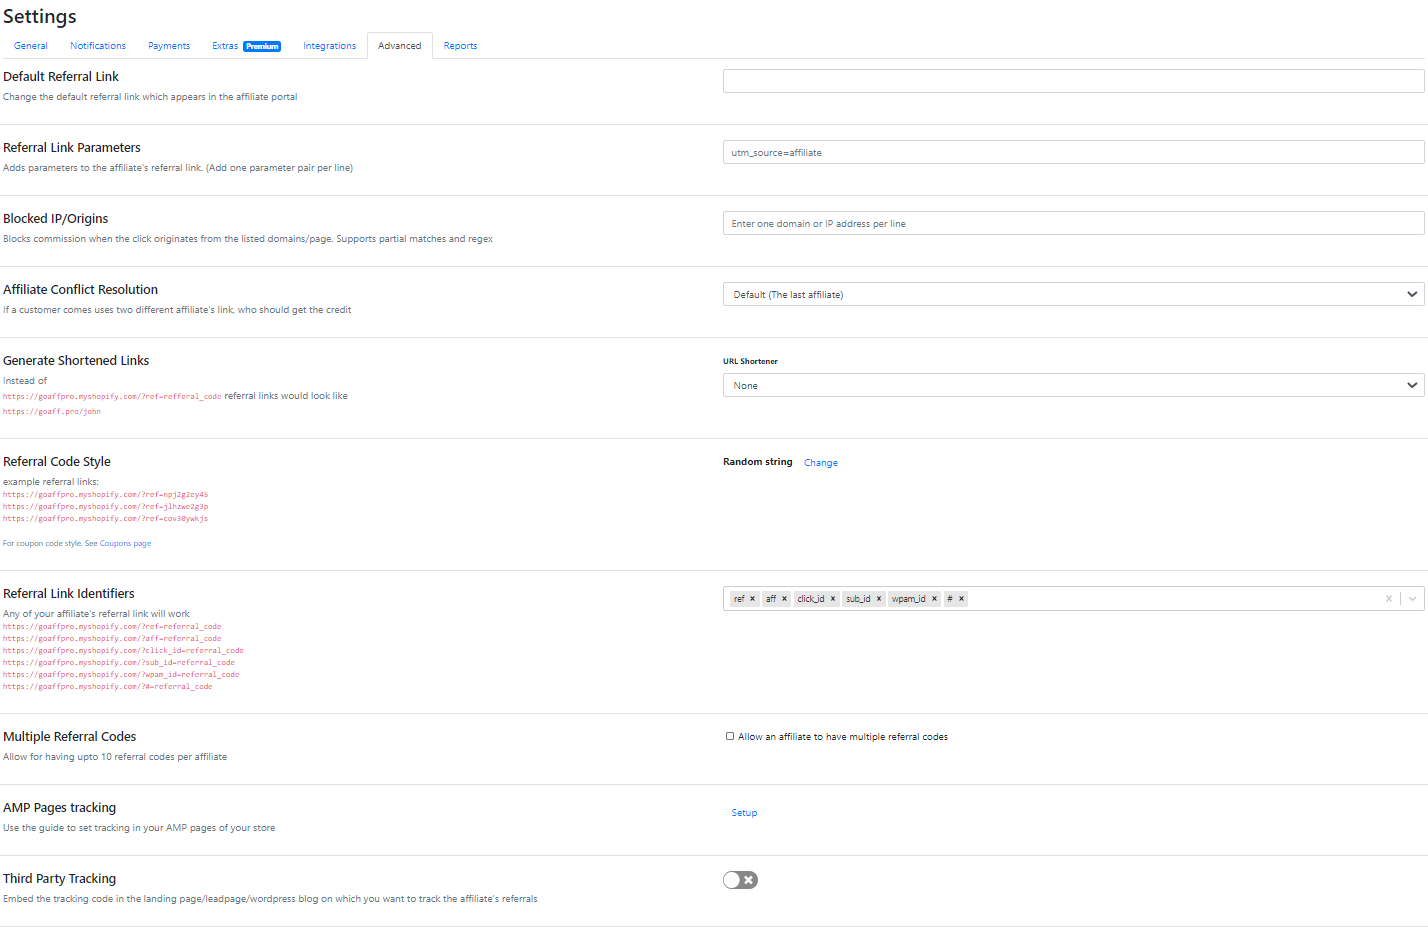 Settings
General Notifications Payments Extras Premium Integrations Advanced Reports
Default Referral Link
Change the default referral link which appears in the affiliate portal
Referral Link Parameters
Adds parameters to the affiliate's referral link. (Add one parameter pair per line)
utm_source=affiliate
Blocked IP/Origins
Blocks commission when the click originates from the listed domains/page. Supports partial matches and regex
Enter one domain or IP address per line
Affiliate Conflict Resolution
If a customer comes uses two different affiliate's link, who should get the credit
Default (The last affiliate)
Generate Shortened Links
Instead of
https://goaffpro.myshopify.com/?ref=refferal_code referral links would look like
https://goaff.pro/john
URL Shortener
None
Referral Code Style
example referral links:
https://goaffpro.myshopify.com/?ref=npj2g2ey45
https://goaffpro.myshopify.com/?ref=jlhzwe2g3p
https://goaffpro.myshopify.com/?ref=cov30ywkjs
For coupon code style. See Coupons page
Random string Change
Referral Link Identifiers
Any of your affiliate's referral link will work
https://goaffpro.myshopify.com/?ref=referral_code
https://goaffpro.myshopify.com/?aff=referral_code
https://goaffpro.myshopify.com/?click_id=referral_code
https://goaffpro.myshopify.com/?sub_id=referral_code
https://goaffpro.myshopify.com/?wpam_id=referral_code
https://goaffpro.myshopify.com/?#=referral_code
ref × aff × click_id × sub_id × wpam_id × # ×
Multiple Referral Codes
Allow for having upto 10 referral codes per affiliate
Allow an affiliate to have multiple referral codes
AMP Pages tracking
Use the guide to set tracking in your AMP pages of your store
Setup
Third Party Tracking
Embed the tracking code in the landing page/leadpage/wordpress blog on which you want to track the affiliate's referrals